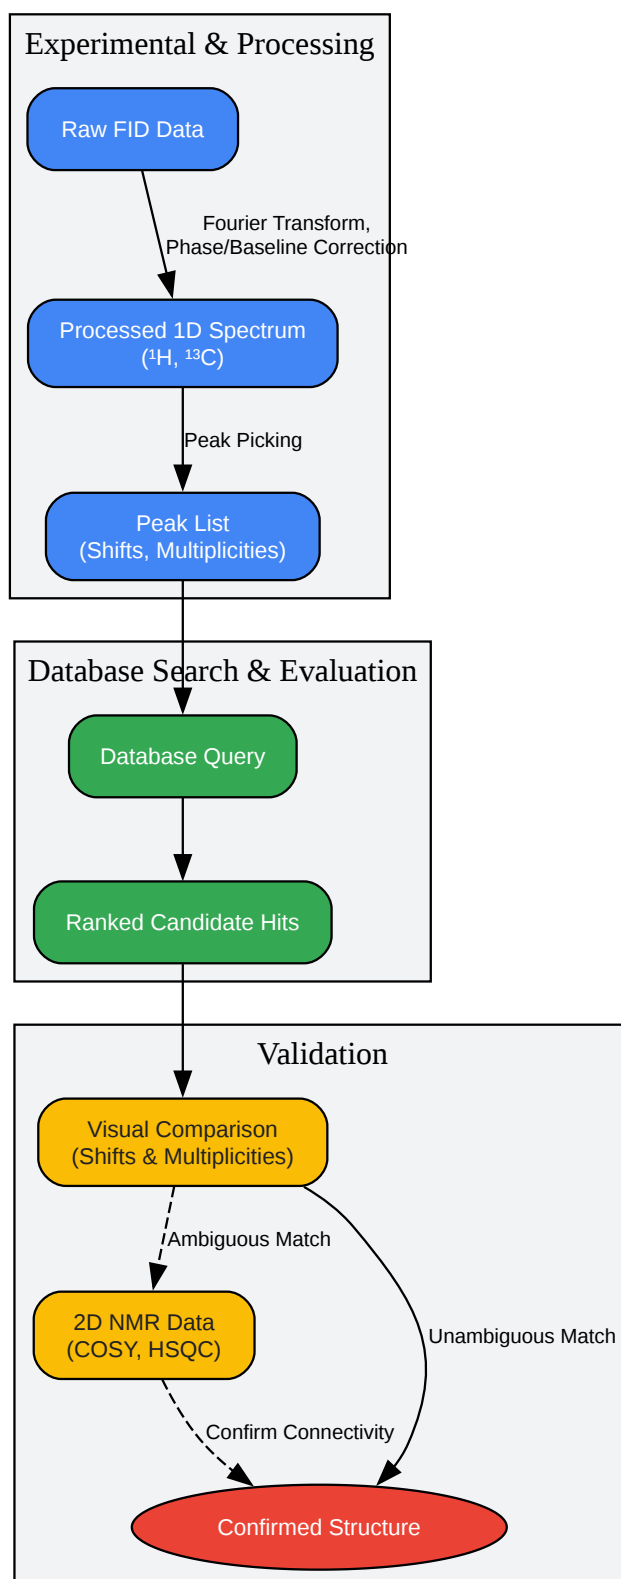 Experimental & Processing
Raw FID Data
Fourier Transform,
Phase/Baseline Correction
Processed 1D Spectrum
(¹H, ¹³C)
Peak Picking
Peak List
(Shifts, Multiplicities)
Database Search & Evaluation
Database Query
Ranked Candidate Hits
Validation
Visual Comparison
(Shifts & Multiplicities)
Ambiguous Match
2D NMR Data
(COSY, HSQC)
Unambiguous Match
Confirm Connectivity
Confirmed Structure